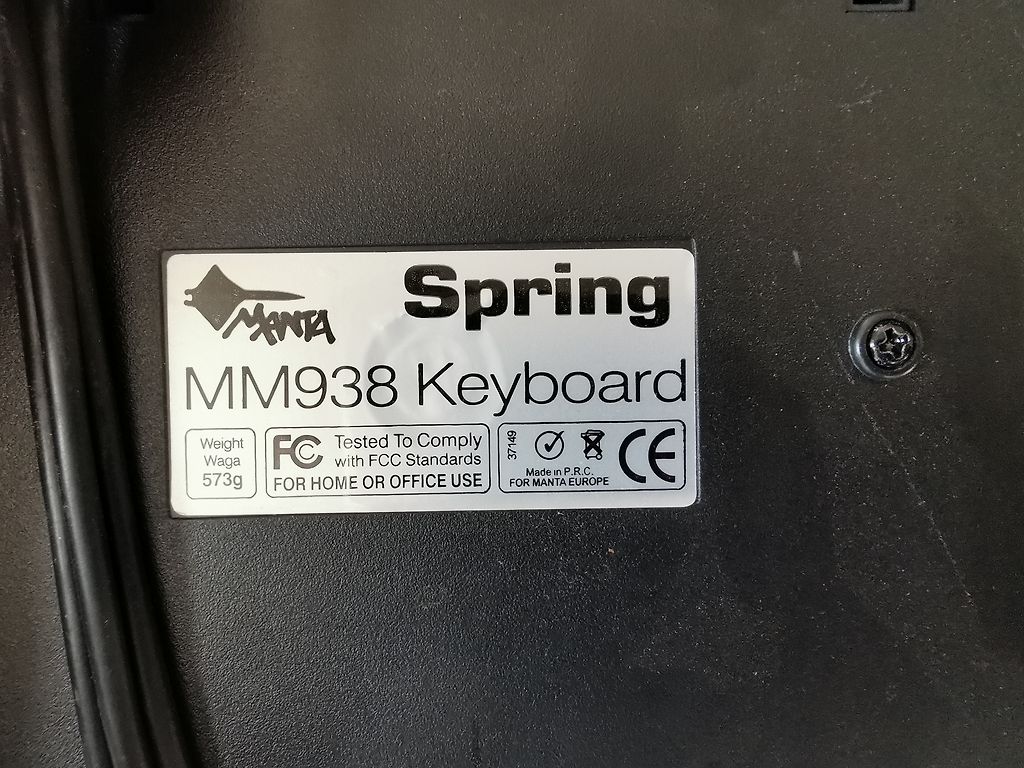 MANTA
Spring
MM938 Keyboard
Weight
Waga
573g
FC
Tested To Comply
with FCC Standards
FOR HOME OR OFFICE USE
37149
CE
Made in P.R.C.
FOR MANTA EUROPE